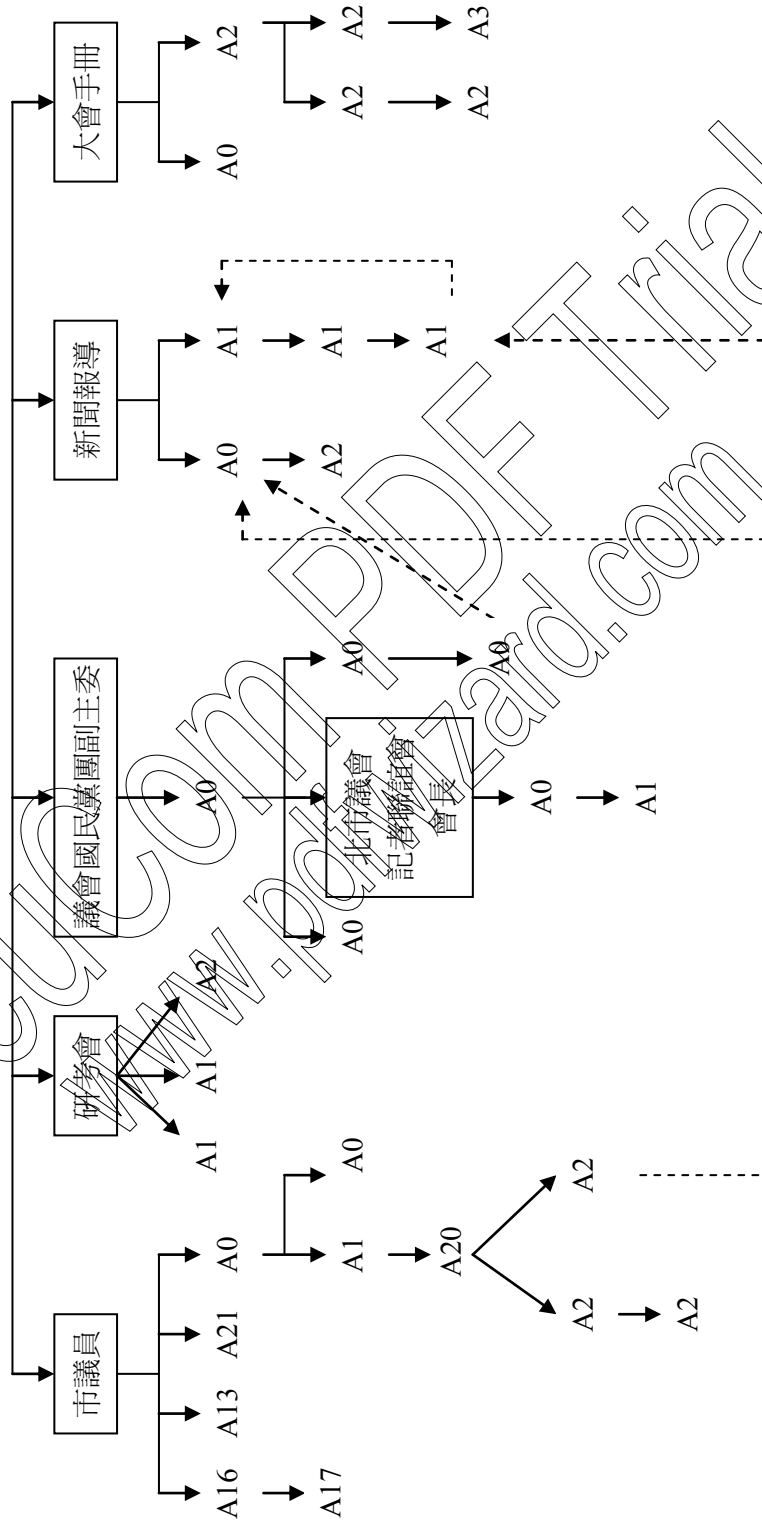 市議員 研考會 議會國民黨團副主委 新聞報導 大會手冊
A16 A13 A21 A0 A1 A1 A2 A0 A0 A1 A0 A2
A17 A1 A0 A0 北市議會 A0 A2 A1 A2 A2
記者聯誼會
會長
A20 A1
A0 A2 A3
A0
A2 A2
A1
A2
cuCom PDF Trial
www.pdfwizard.com